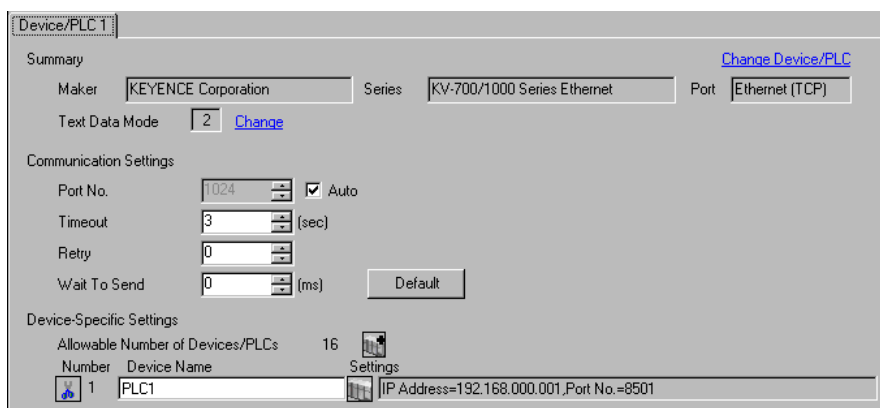 Device/PLC 1
Summary Change Device/PLC
Maker KEYENCE Corporation Series KV-700/1000 Series Ethernet Port Ethernet (TCP)
Text Data Mode 2 Change
Communication Settings
Port No. 1024 Auto
Timeout 3 (sec)
Retry 0
Wait To Send 0 (ms) Default
Device-Specific Settings
Allowable Number of Devices/PLCs 16
Number Device Name Settings
1 PLC1 IP Address=192.168.000.001,Port No.=8501